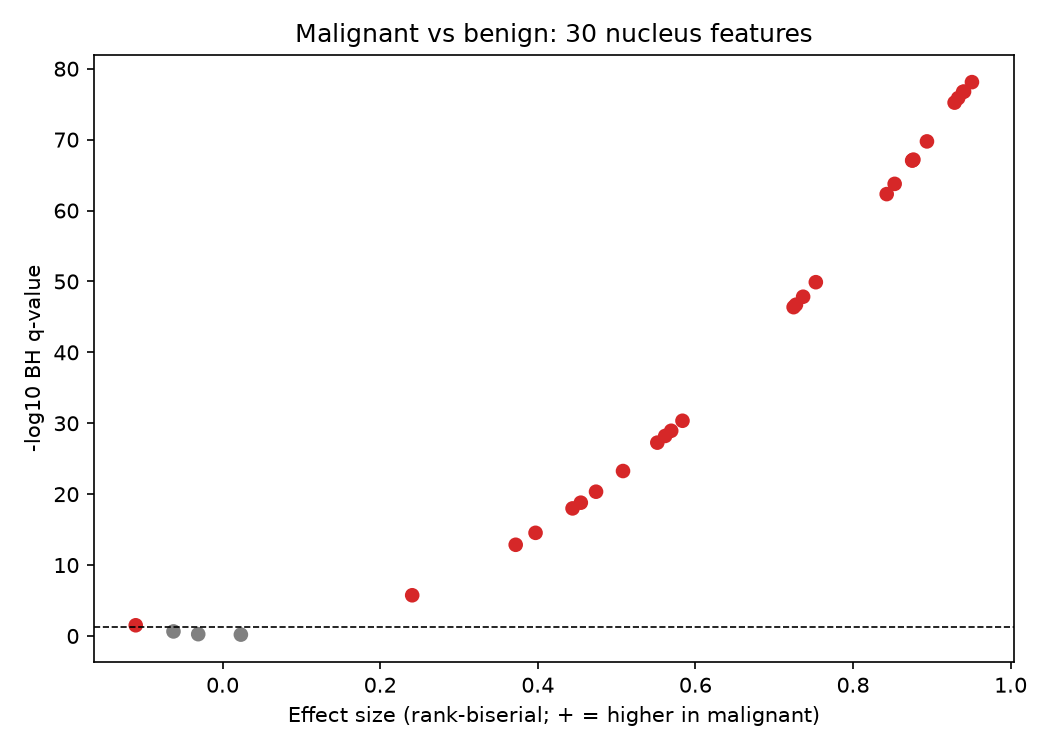 Malignant vs benign: 30 nucleus features
80
70
60
50
40
30
20
10
0
-log10 BH q-value
0.0 0.2 0.4 0.6 0.8 1.0
Effect size (rank-biserial; + = higher in malignant)